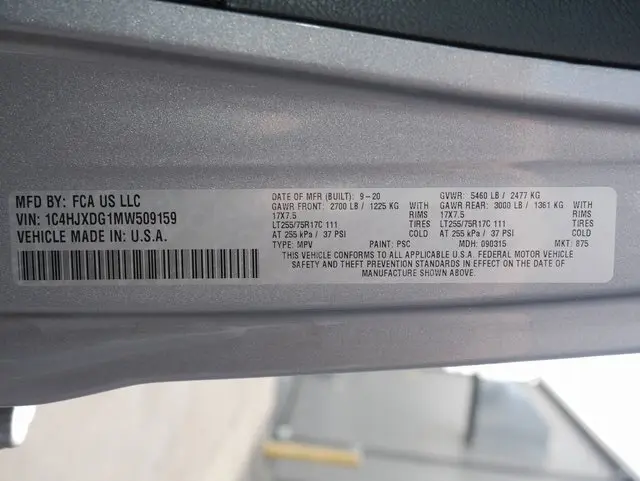 MFD BY: FCA US LLC
VIN: 1C4HJXDG1MW509159
VEHICLE MADE IN: U.S.A.
DATE OF MFR (BUILT): 9-20 GVWR: 5460 LB / 2477 KG
GAWR FRONT: 2700 LB / 1225 KG WITH GAWR REAR: 3000 LB / 1361 KG WITH
17X7.5 RIMS 17X7.5 RIMS
LT255/75R17C 111 TIRES LT255/75R17C 111 TIRES
AT 255 kPa / 37 PSI COLD AT 255 kPa / 37 PSI COLD
TYPE: MPV PAINT: PSC MDH: 090315 MKT: 875
THIS VEHICLE CONFORMS TO ALL APPLICABLE U.S.A. FEDERAL MOTOR VEHICLE
SAFETY AND THEFT PREVENTION STANDARDS IN EFFECT ON THE DATE OF
MANUFACTURE SHOWN ABOVE.